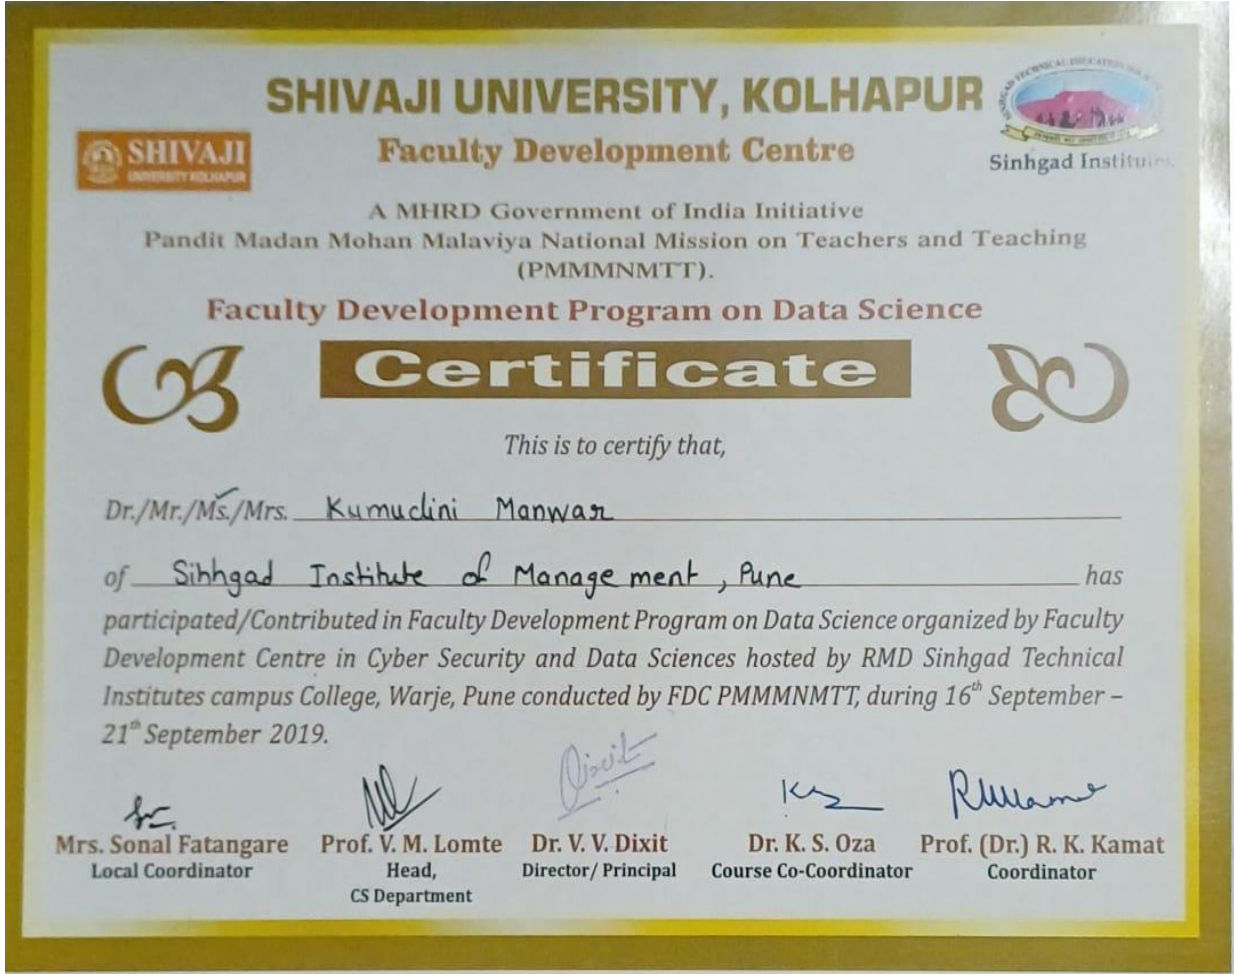 SHIVAJI UNIVERSITY, KOLHAPUR
SHIVAJI
UNIVERSITY KOLHAPUR
Faculty Development Centre
Sinhgad Institutes
A MHRD Government of India Initiative
Pandit Madan Mohan Malaviya National Mission on Teachers and Teaching
(PMMMNMTT).
Faculty Development Program on Data Science
Certificate
This is to certify that,
Dr./Mr./Ms./Mrs. Kumudini Manwar
of Sihhgad Institute of Management, Pune has
participated/Contributed in Faculty Development Program on Data Science organized by Faculty
Development Centre in Cyber Security and Data Sciences hosted by RMD Sinhgad Technical
Institutes campus College, Warje, Pune conducted by FDC PMMMNMTT, during 16th September –
21st September 2019.
Dixit
Mrs. Sonal Fatangare Prof. V. M. Lomte Dr. V. V. Dixit Dr. K. S. Oza Prof. (Dr.) R. K. Kamat
Local Coordinator Head, Director/ Principal Course Co-Coordinator Coordinator
CS Department